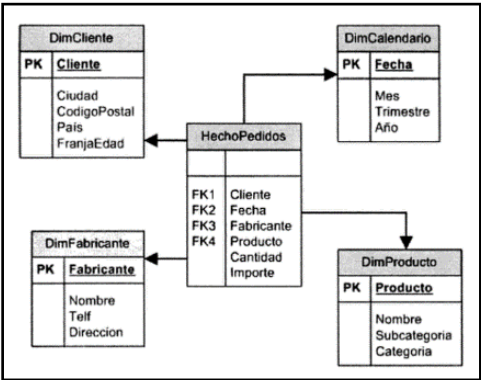 DimCliente
PK Cliente
Ciudad
CodigoPostal
País
FranjaEdad
DimCalendario
PK Fecha
Mes
Trimestre
Año
HechoPedidos
FK1 Cliente
FK2 Fecha
FK3 Fabricante
FK4 Producto
Cantidad
Importe
DimFabricante
PK Fabricante
Nombre
Telf
Direccion
DimProducto
PK Producto
Nombre
Subcategoria
Categoria